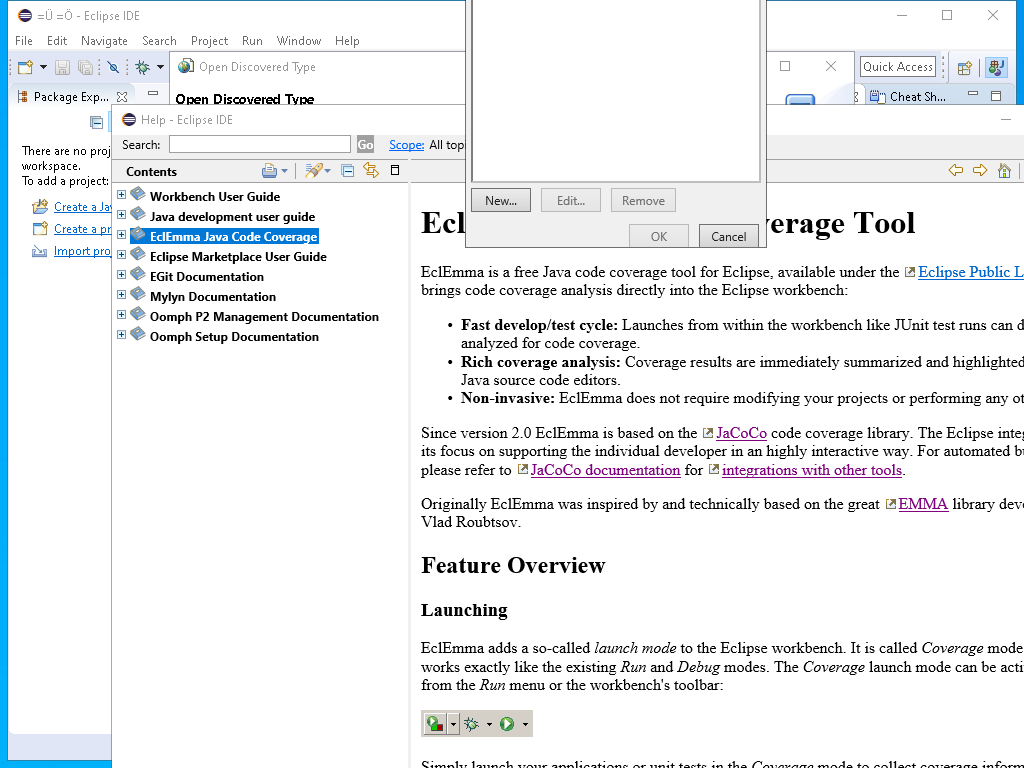 =Ü =Ö - Eclipse IDE
File Edit Navigate Search Project Run Window Help
Open Discovered Type
Quick Access
Package Exp...
Open Discovered Type
Cheat Sh...
There are no proj
workspace.
To add a project:
Create a Ja
Create a pr
Import pro
Help - Eclipse IDE
Search:
Go
Scope: All top
Contents
Workbench User Guide
Java development user guide
EclEmma Java Code Coverage
Eclipse Marketplace User Guide
EGit Documentation
Mylyn Documentation
Oomph P2 Management Documentation
Oomph Setup Documentation
New... Edit... Remove
OK Cancel
Ecl erage Tool
EclEmma is a free Java code coverage tool for Eclipse, available under the Eclipse Public L
brings code coverage analysis directly into the Eclipse workbench:
• Fast develop/test cycle: Launches from within the workbench like JUnit test runs can d
analyzed for code coverage.
• Rich coverage analysis: Coverage results are immediately summarized and highlighted
Java source code editors.
• Non-invasive: EclEmma does not require modifying your projects or performing any ot
Since version 2.0 EclEmma is based on the JaCoCo code coverage library. The Eclipse integ
its focus on supporting the individual developer in an highly interactive way. For automated bu
please refer to JaCoCo documentation for integrations with other tools.
Originally EclEmma was inspired by and technically based on the great EMMA library deve
Vlad Roubtsov.
Feature Overview
Launching
EclEmma adds a so-called launch mode to the Eclipse workbench. It is called Coverage mode
works exactly like the existing Run and Debug modes. The Coverage launch mode can be acti
from the Run menu or the workbench's toolbar:
Simply launch your applications or unit tests in the Coverage mode to collect coverage inform